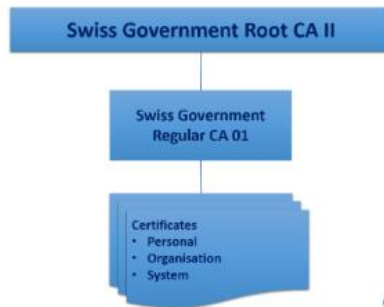 Swiss Government Root CA II
Swiss Government
Regular CA 01
Certificates
• Personal
• Organisation
• System